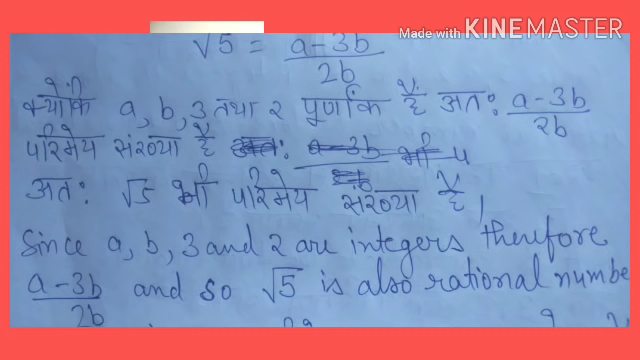 Made with KINEMASTER
√5 = (a-3b)/2b
क्योंकि a, b, 3 तथा 2 पूर्णांक हैं अतः (a-3b)/2b
परिमेय संख्या है
अतः √5 भी परिमेय संख्या है,
Since a, b, 3 and 2 are integers therefore
(a-3b)/2b and so √5 is also rational numbe